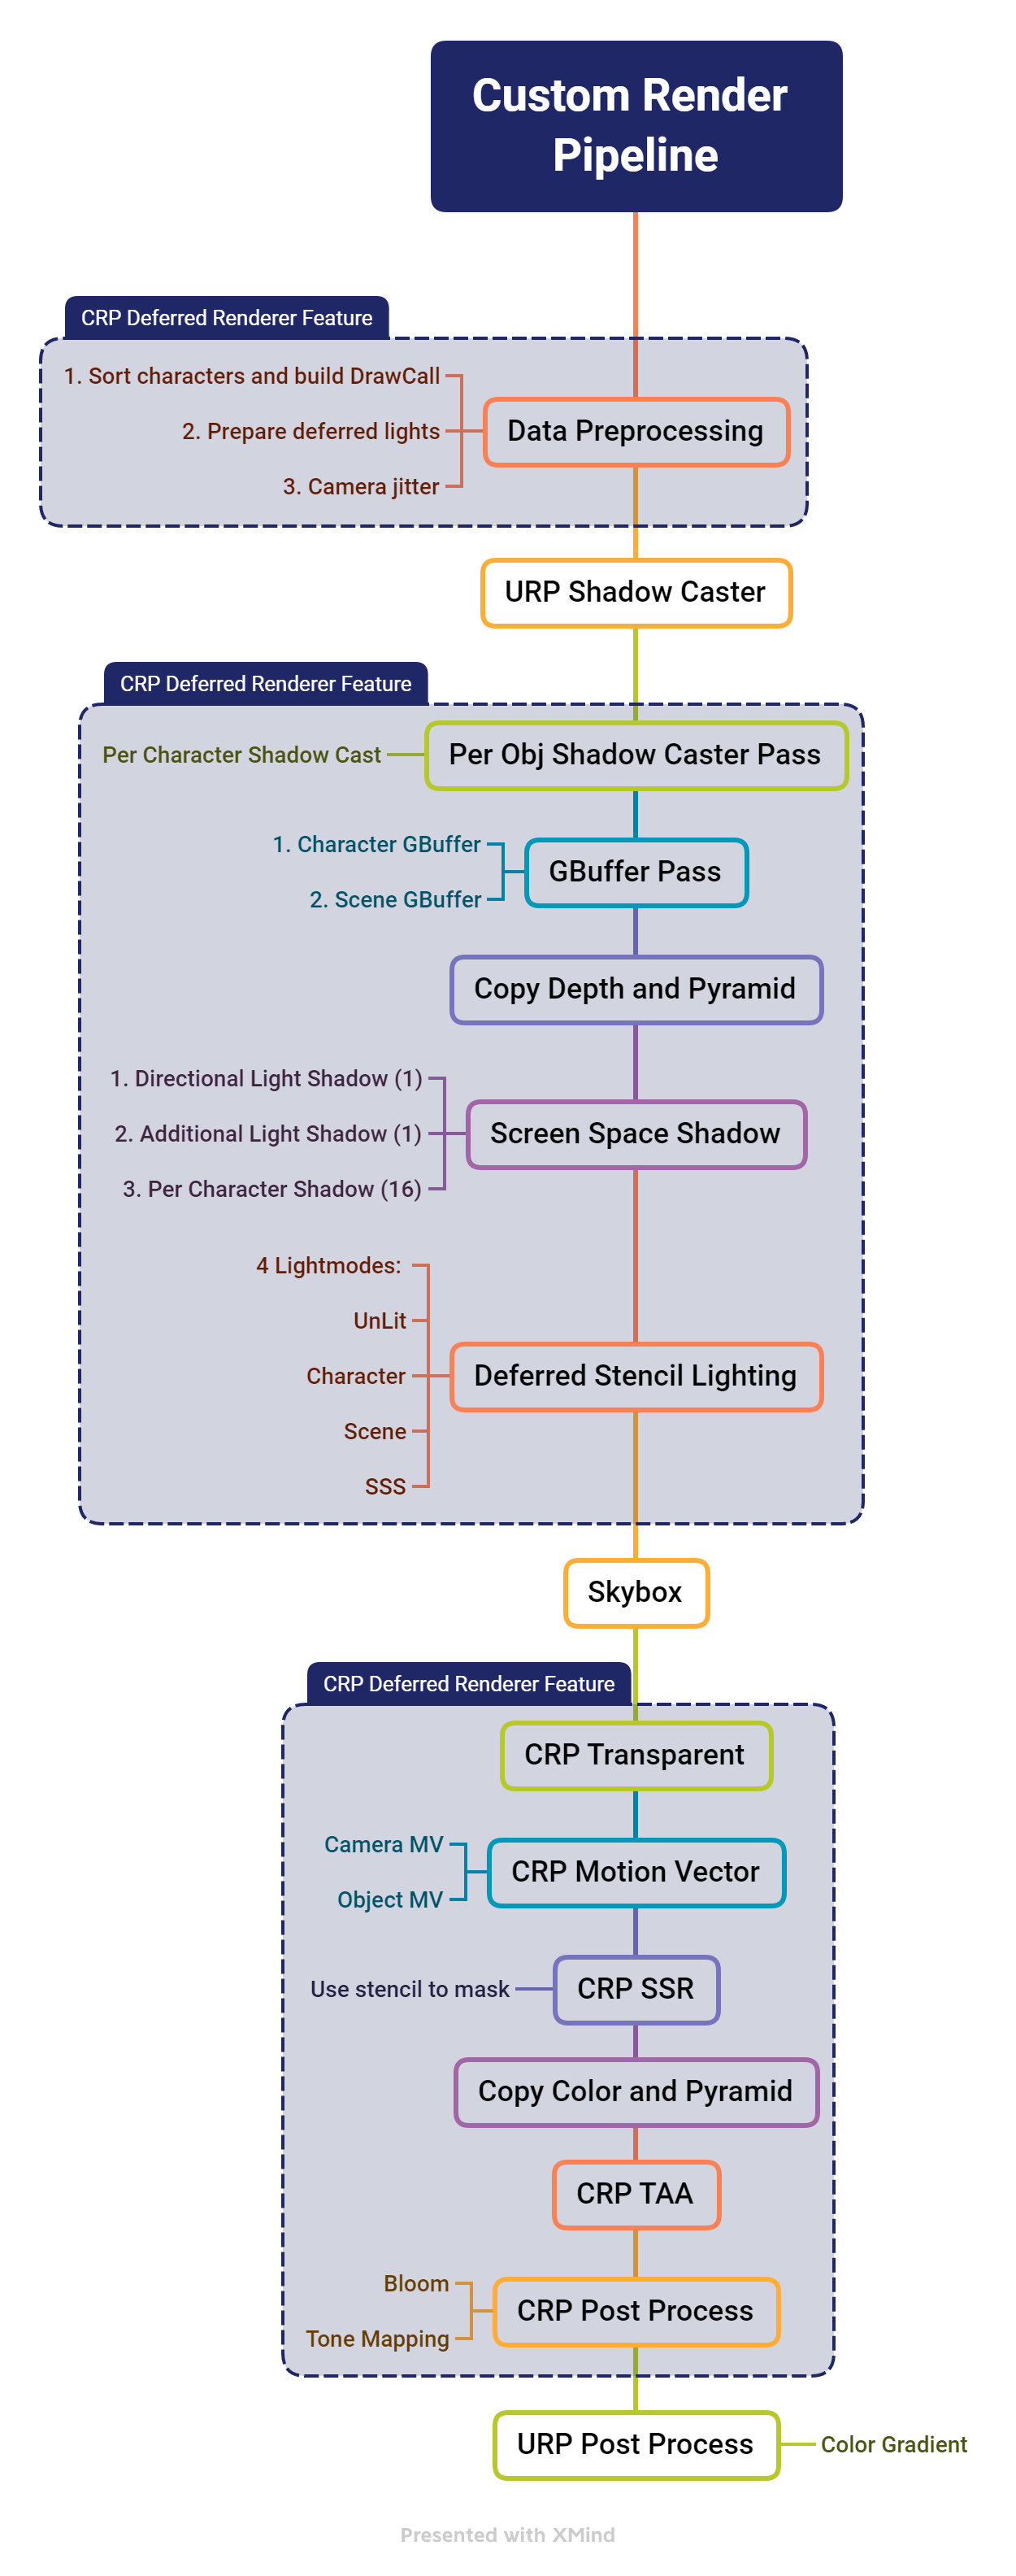 Custom Render
Pipeline
CRP Deferred Renderer Feature
1. Sort characters and build DrawCall
2. Prepare deferred lights
3. Camera jitter
Data Preprocessing
URP Shadow Caster
CRP Deferred Renderer Feature
Per Character Shadow Cast
Per Obj Shadow Caster Pass
1. Character GBuffer
2. Scene GBuffer
GBuffer Pass
Copy Depth and Pyramid
1. Directional Light Shadow (1)
2. Additional Light Shadow (1)
3. Per Character Shadow (16)
Screen Space Shadow
4 Lightmodes:
UnLit
Character
Scene
SSS
Deferred Stencil Lighting
Skybox
CRP Deferred Renderer Feature
CRP Transparent
Camera MV
Object MV
CRP Motion Vector
Use stencil to mask
CRP SSR
Copy Color and Pyramid
CRP TAA
Bloom
Tone Mapping
CRP Post Process
URP Post Process
Color Gradient
Presented with XMind